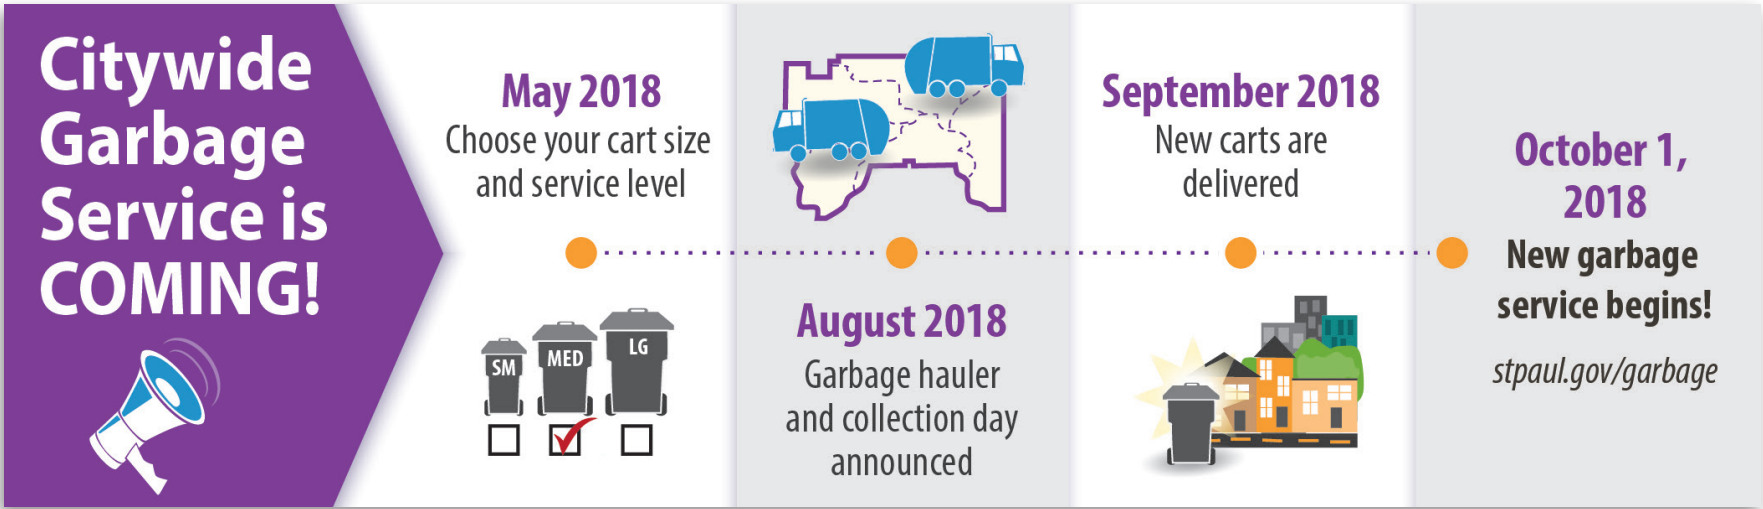 Citywide
Garbage
Service is
COMING!
May 2018
Choose your cart size
and service level
SM
MED
LG
August 2018
Garbage hauler
and collection day
announced
September 2018
New carts are
delivered
October 1,
2018
New garbage
service begins!
stpaul.gov/garbage